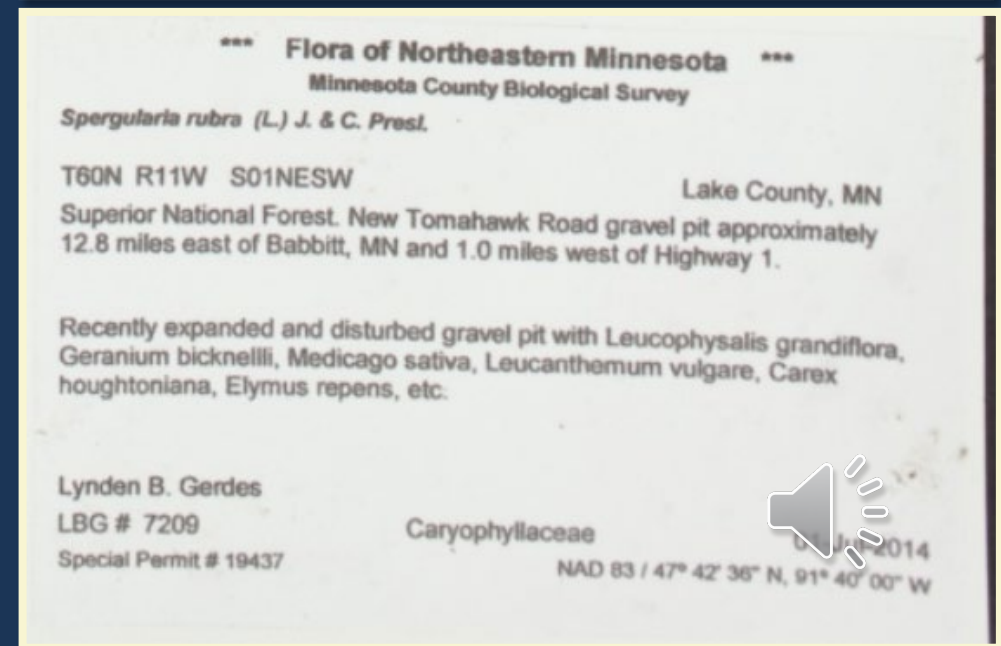 *** Flora of Northeastern Minnesota ***
Minnesota County Biological Survey
Spergularia rubra (L.) J. & C. Presl.
T60N R11W S01NESW
Lake County, MN
Superior National Forest. New Tomahawk Road gravel pit approximately
12.8 miles east of Babbitt, MN and 1.0 miles west of Highway 1.
Recently expanded and disturbed gravel pit with Leucophysalis grandiflora,
Geranium bicknellli, Medicago sativa, Leucanthemum vulgare, Carex
houghtoniana, Elymus repens, etc.
Lynden B. Gerdes
LBG # 7209
Caryophyllaceae
2014
Special Permit # 19437
NAD 83 / 47° 42' 36" N, 91° 40' 00" W